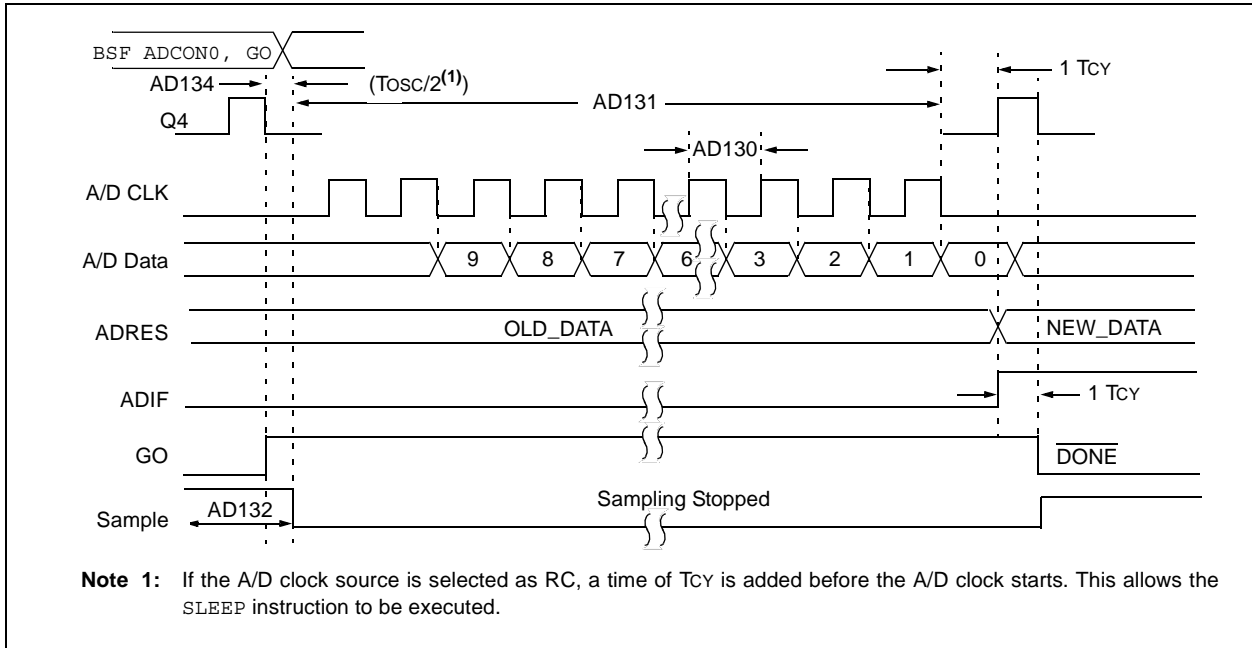 BSF ADCON0, GO
AD134
(TOSC/2(1))
1 TCY
AD131
Q4
AD130
A/D CLK
A/D Data
9 8 7 6 3 2 1 0
ADRES
OLD_DATA
NEW_DATA
ADIF
1 TCY
GO
DONE
Sampling Stopped
AD132
Sample
Note 1: If the A/D clock source is selected as RC, a time of TCY is added before the A/D clock starts. This allows the
SLEEP instruction to be executed.